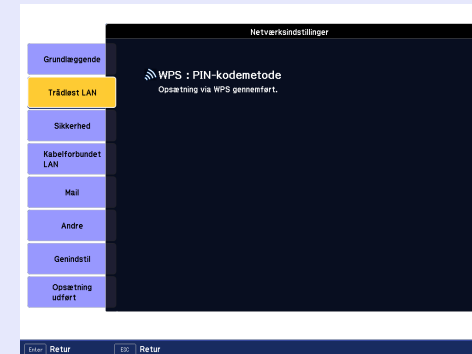 Netværksindstillinger
Grundlæggende
Trådløst LAN
Sikkerhed
Kabelforbundet
LAN
Mail
Andre
Genindstil
Opsætning
udført
WPS : PIN-kodemetode
Opsætning via WPS gennemført.
Enter Retur ESC Retur